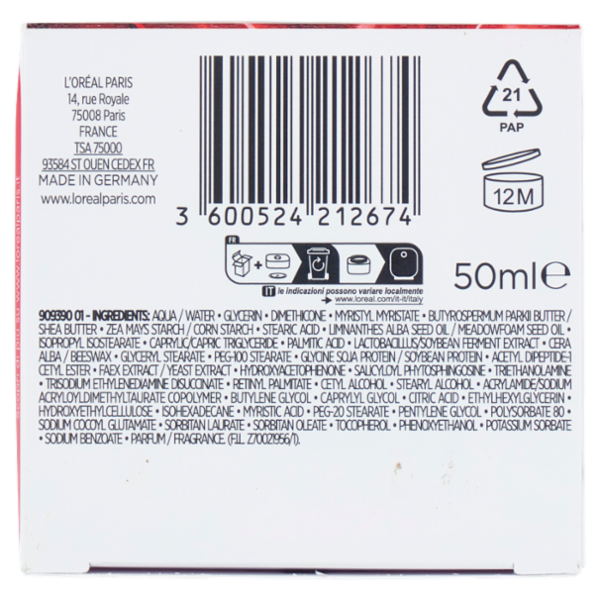 L'ORÉAL PARIS
14, rue Royale
75008 Paris
FRANCE
TSA 75000
93584 ST OUEN CEDEX FR
MADE IN GERMANY
www.lorealparis.com
3 600524 212674
21
PAP
12M
FR
50ml℮
IT le indicazioni possono variare localmente
www.loreal.com/it-it/italy
909390 01 - INGREDIENTS: AQUA / WATER • GLYCERIN • DIMETHICONE • MYRISTYL MYRISTATE • BUTYROSPERMUM PARKII BUTTER /
SHEA BUTTER • ZEA MAYS STARCH / CORN STARCH • STEARIC ACID • LIMNANTHES ALBA SEED OIL / MEADOWFOAM SEED OIL •
ISOPROPYL ISOSTEARATE • CAPRYLIC/CAPRIC TRIGLYCERIDE • PALMITIC ACID • LACTOBACILLUS/SOYBEAN FERMENT EXTRACT • CERA
ALBA / BEESWAX • GLYCERYL STEARATE • PEG-100 STEARATE • GLYCINE SOJA PROTEIN / SOYBEAN PROTEIN • ACETYL DIPEPTIDE-1
CETYL ESTER • FAEX EXTRACT / YEAST EXTRACT • HYDROXYACETOPHENONE • SALICYLOYL PHYTOSPHINGOSINE • TRIETHANOLAMINE
• TRISODIUM ETHYLENEDIAMINE DISUCCINATE • RETINYL PALMITATE • CETYL ALCOHOL • STEARYL ALCOHOL • ACRYLAMIDE/SODIUM
ACRYLOYLDIMETHYLTAURATE COPOLYMER • BUTYLENE GLYCOL • CAPRYLYL GLYCOL • CITRIC ACID • ETHYLHEXYLGLYCERIN •
HYDROXYETHYLCELLULOSE • ISOHEXADECANE • MYRISTIC ACID • PEG-20 STEARATE • PENTYLENE GLYCOL • POLYSORBATE 80 •
SODIUM COCOYL GLUTAMATE • SORBITAN LAURATE • SORBITAN OLEATE • TOCOPHEROL • PHENOXYETHANOL • POTASSIUM SORBATE
• SODIUM BENZOATE • PARFUM / FRAGRANCE. (F.I.L. Z70021956/1).